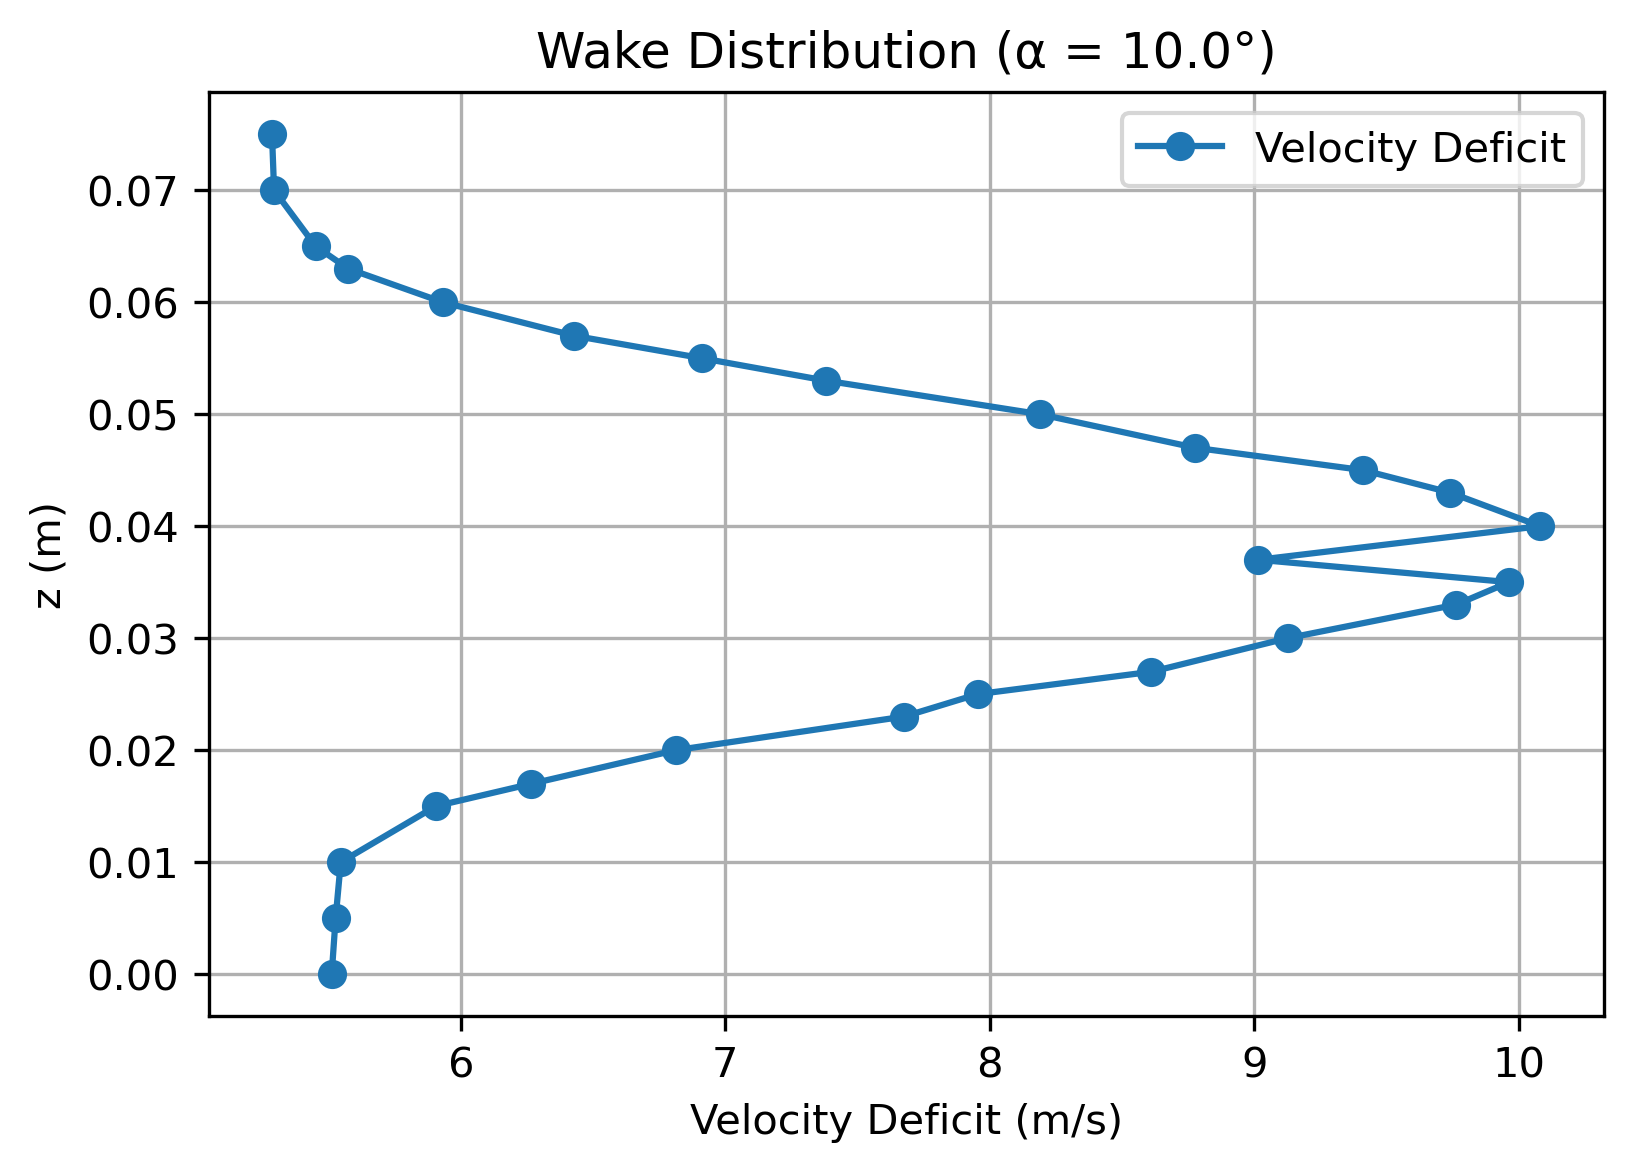 Wake Distribution (α = 10.0°)
Velocity Deficit
0.07
0.06
0.05
0.04
0.03
0.02
0.01
0.00
z (m)
6 7 8 9 10
Velocity Deficit (m/s)